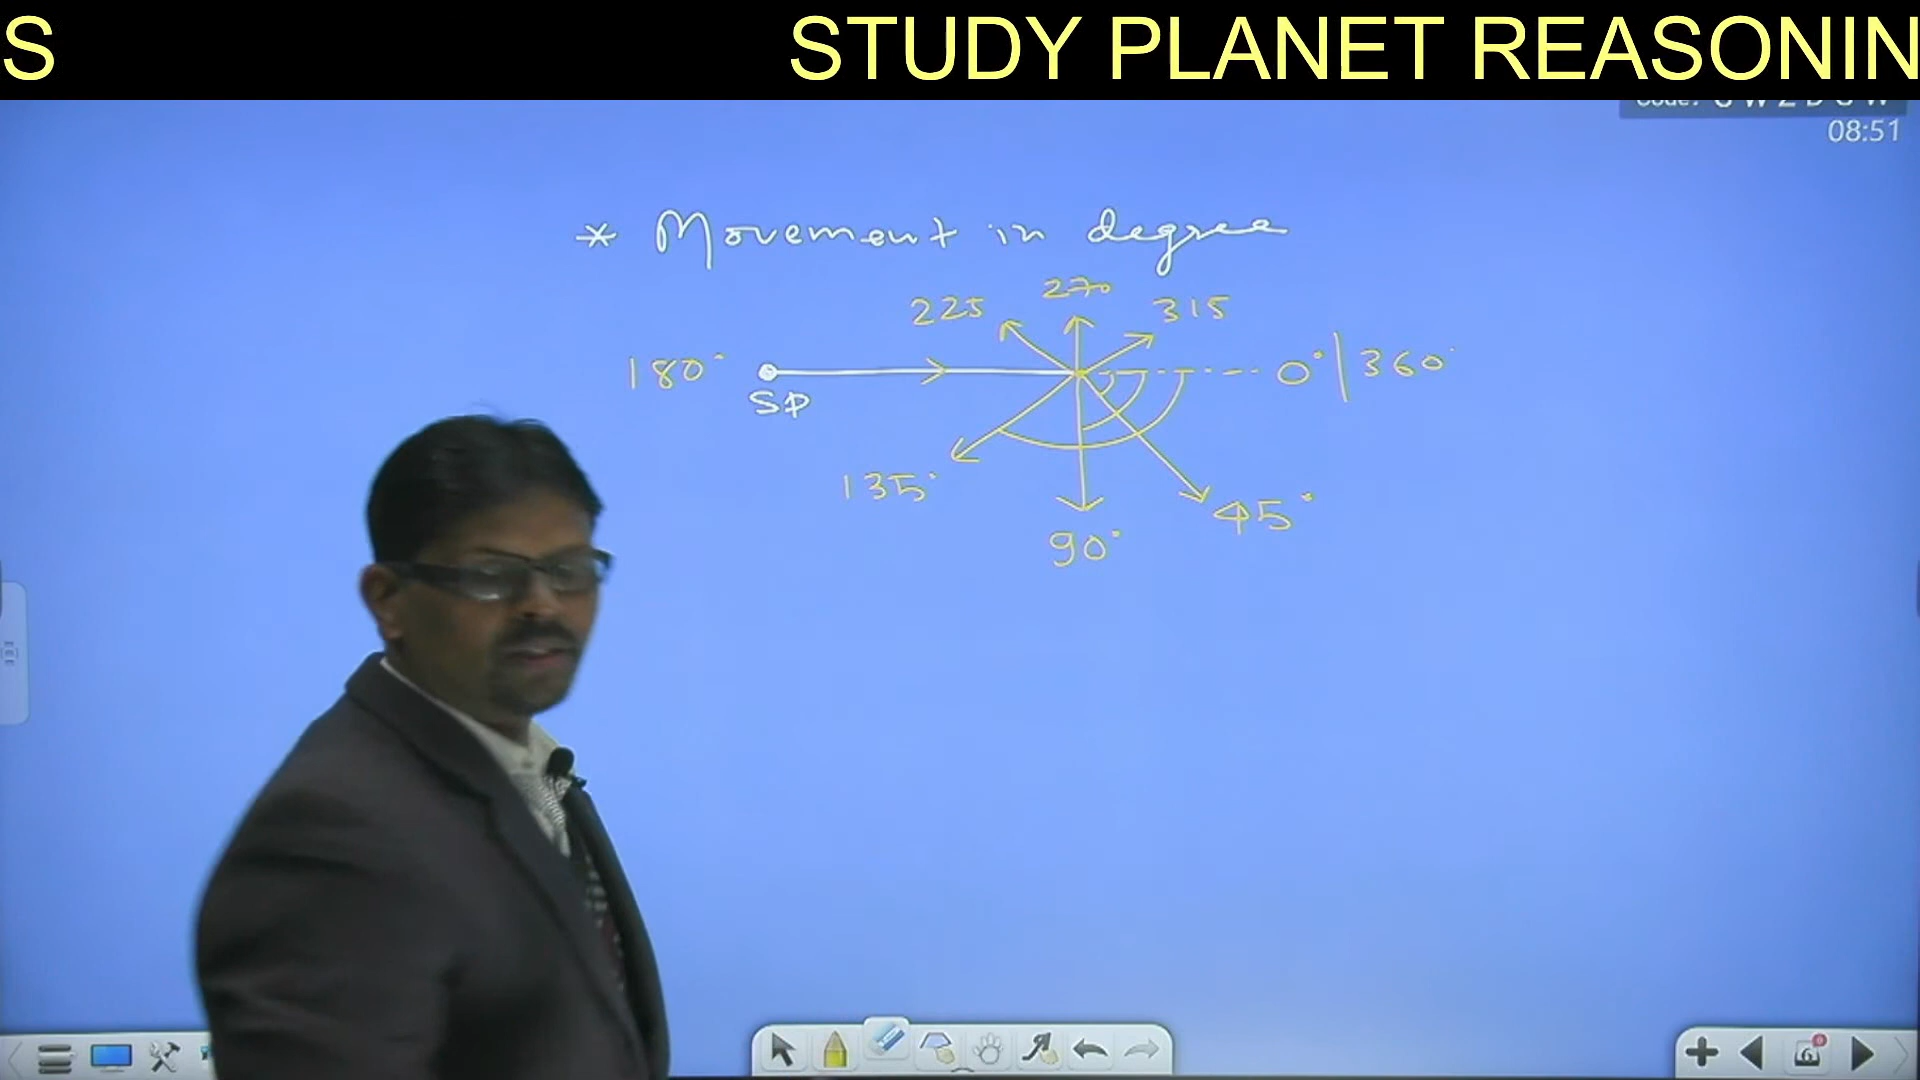 S STUDY PLANET REASONIN
08:51
* Movement in degree
225 270 315
180° 0° | 360°
SP
135° 45°
90°